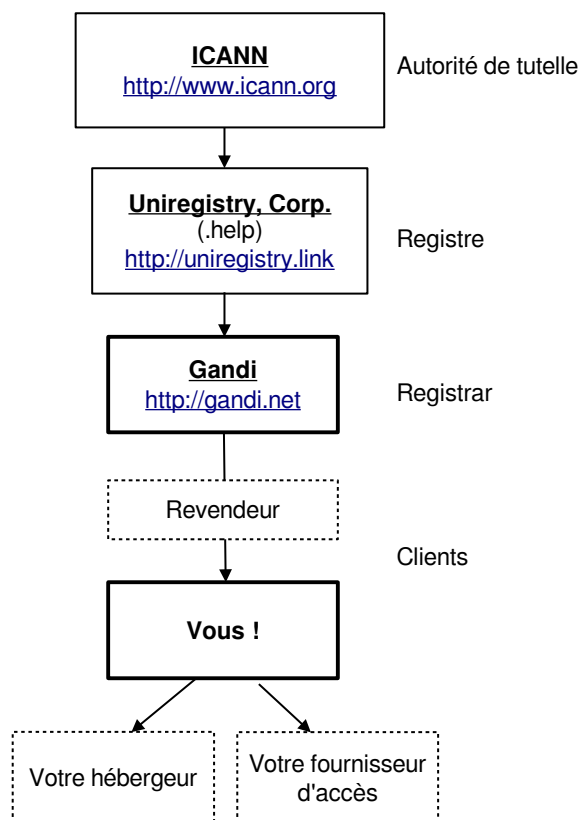 ICANN
http://www.icann.org
Autorité de tutelle
Uniregistry, Corp.
(.help)
http://uniregistry.link
Registre
Gandi
http://gandi.net
Registrar
Revendeur
Clients
Vous !
Votre hébergeur
Votre fournisseur
d'accès